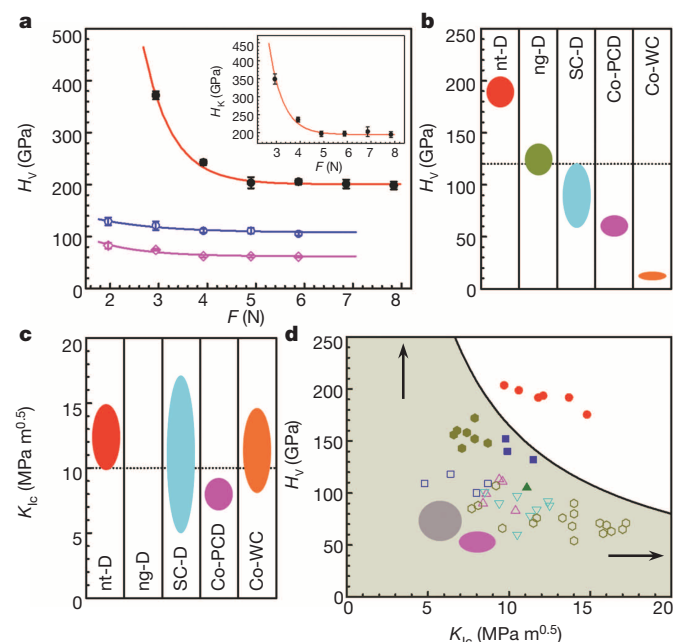 a
500
400
300
200
100
0
H_V (GPa)
2 3 4 5 6 7 8
F (N)
450
400
350
300
250
200
H_K (GPa)
3 4 5 6 7 8
F (N)
b
250
200
150
100
50
0
H_V (GPa)
nt-D
ng-D
SC-D
Co-PCD
Co-WC
c
20
15
10
5
0
K_Ic (MPa m^0.5)
nt-D
ng-D
SC-D
Co-PCD
Co-WC
d
250
200
150
100
50
0
H_V (GPa)
0 5 10 15 20
K_Ic (MPa m^0.5)